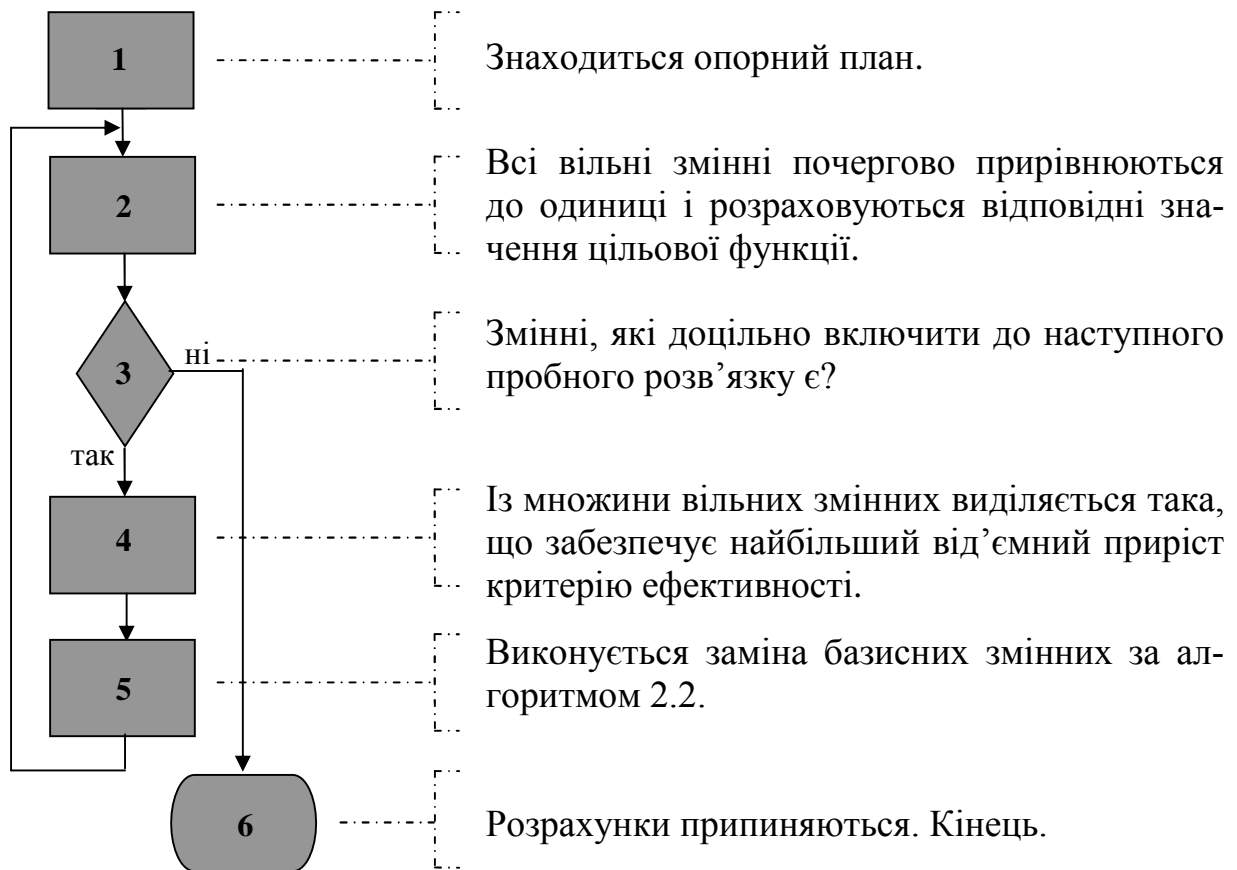 1
Знаходиться опорний план.
2
Всі вільні змінні почергово прирівнюються
до одиниці і розраховуються відповідні зна-
чення цільової функції.
3
ні
так
Змінні, які доцільно включити до наступного
пробного розв’язку є?
4
Із множини вільних змінних виділяється така,
що забезпечує найбільший від’ємний приріст
критерію ефективності.
5
Виконується заміна базисних змінних за ал-
горитмом 2.2.
6
Розрахунки припиняються. Кінець.